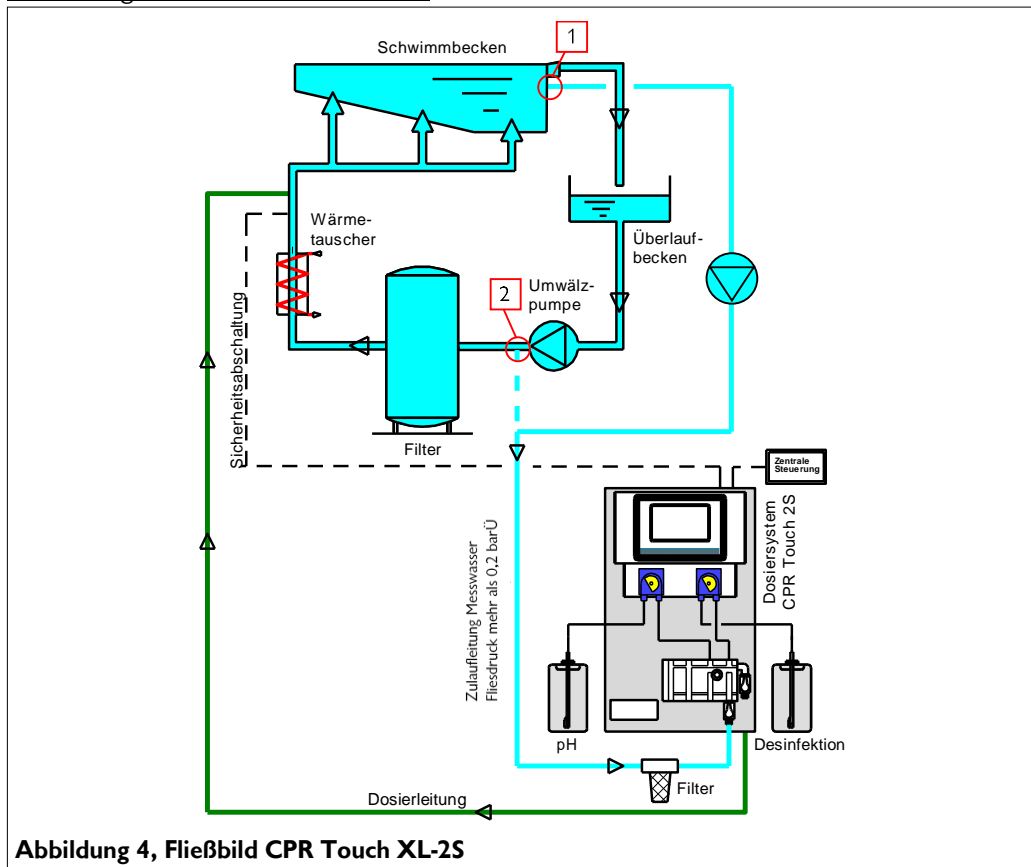 1
Schwimmbecken
Wärme-
tauscher
Überlauf-
becken
2
Umwälz-
pumpe
Sicherheitsabschaltung
Filter
Zentrale
Steuerung
Dosiersystem
CPR Touch 2S
Zulaufleitung Messwasser
Fliesdruck mehr als 0,2 barÜ
pH
Desinfektion
Filter
Dosierleitung
Abbildung 4, Fließbild CPR Touch XL-2S